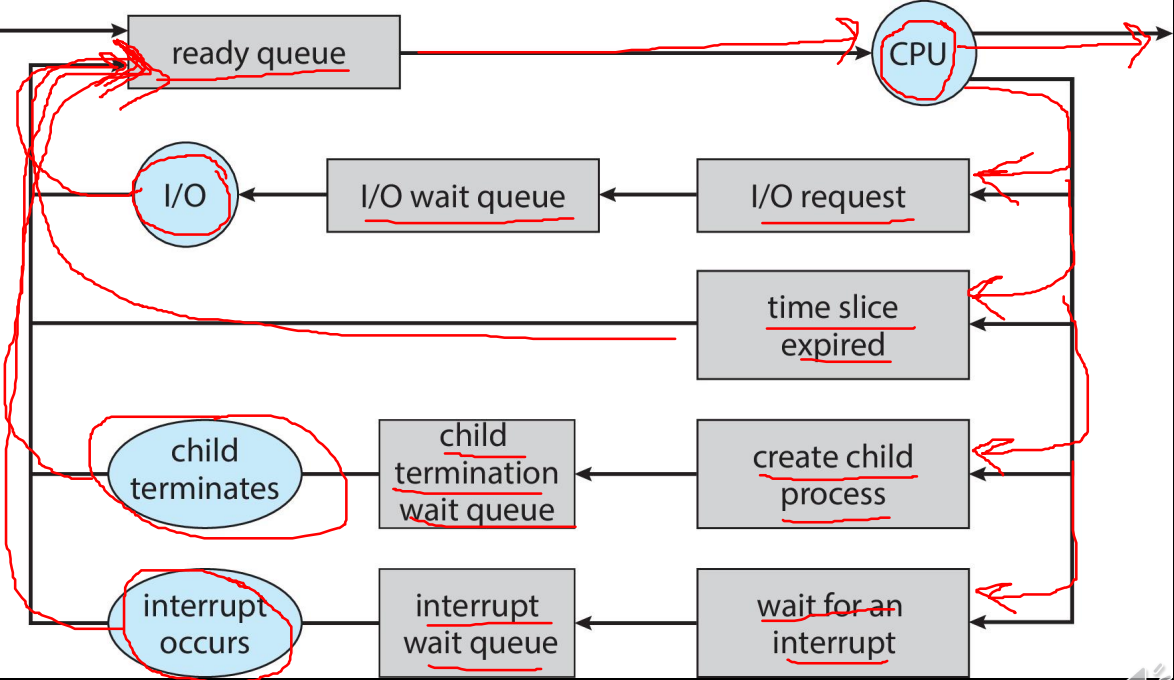 ready queue
CPU
I/O
I/O wait queue
I/O request
time slice
expired
child
terminates
child
termination
wait queue
create child
process
interrupt
occurs
interrupt
wait queue
wait for an
interrupt